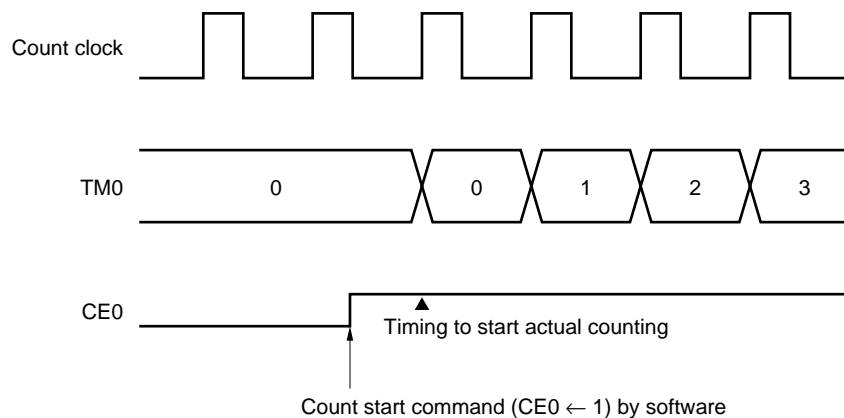 Count clock
TM0
0
0
1
2
3
CE0
Timing to start actual counting
Count start command (CE0 ← 1) by software